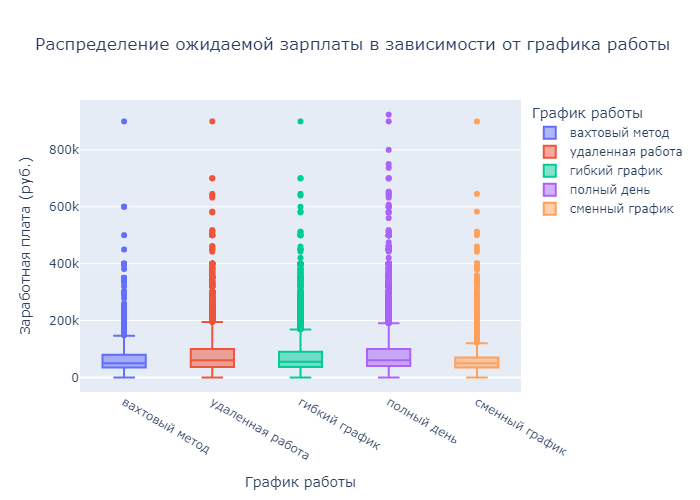 Распределение ожидаемой зарплаты в зависимости от графика работы
График работы
вахтовый метод
удаленная работа
гибкий график
полный день
сменный график
Заработная плата (руб.)
800k
600k
400k
200k
0
вахтовый метод
удаленная работа
гибкий график
полный день
сменный график
График работы